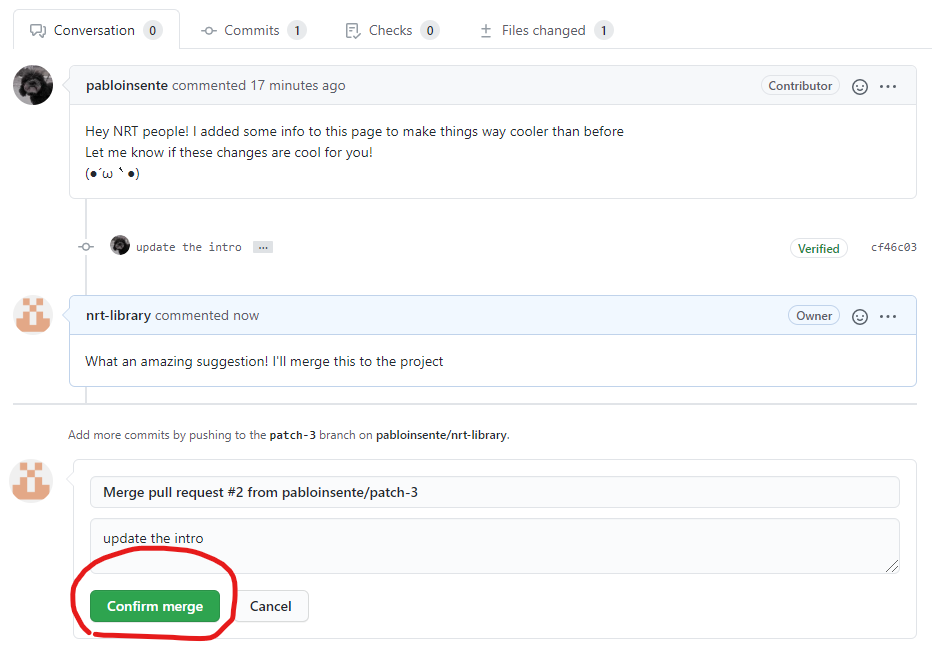 Conversation 0 Commits 1 Checks 0 Files changed 1
pabloinsente commented 17 minutes ago Contributor ...
Hey NRT people! I added some info to this page to make things way cooler than before
Let me know if these changes are cool for you!
(●´ω｀●)
update the intro ... Verified cf46c03
nrt-library commented now Owner ...
What an amazing suggestion! I'll merge this to the project
Add more commits by pushing to the patch-3 branch on pabloinsente/nrt-library.
Merge pull request #2 from pabloinsente/patch-3
update the intro
Confirm merge Cancel